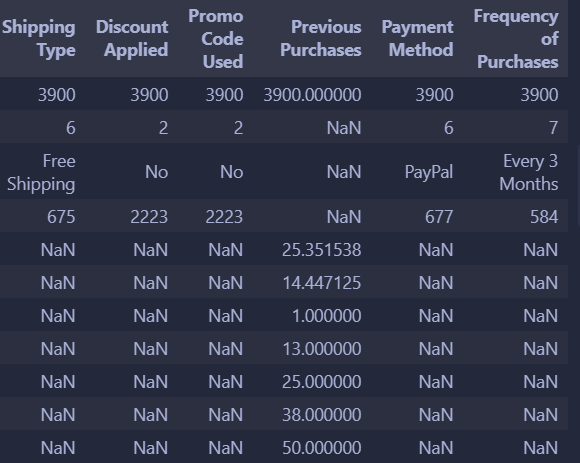 Shipping Type Discount Applied Promo Code Used Previous Purchases Payment Method Frequency of Purchases
3900 3900 3900 3900.000000 3900 3900
6 2 2 NaN 6 7
Free Shipping No No NaN PayPal Every 3 Months
675 2223 2223 NaN 677 584
NaN NaN NaN 25.351538 NaN NaN
NaN NaN NaN 14.447125 NaN NaN
NaN NaN NaN 1.000000 NaN NaN
NaN NaN NaN 13.000000 NaN NaN
NaN NaN NaN 25.000000 NaN NaN
NaN NaN NaN 38.000000 NaN NaN
NaN NaN NaN 50.000000 NaN NaN